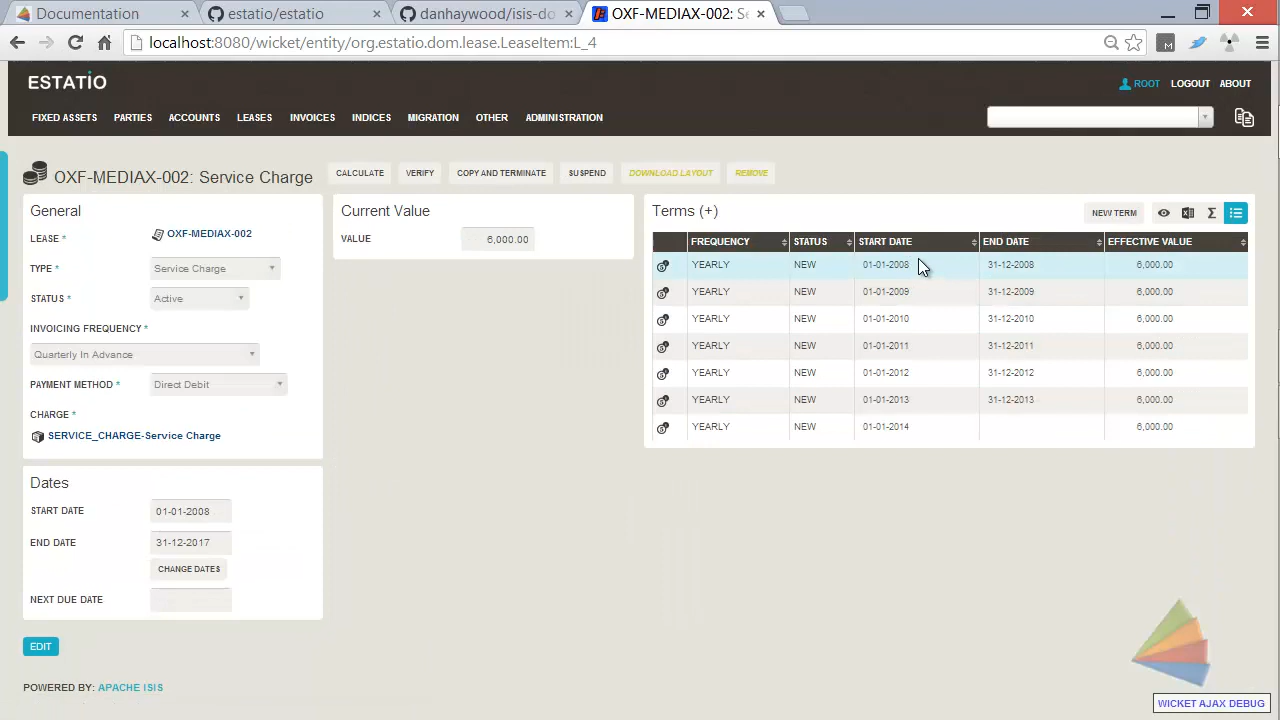 Documentation × estatio/estatio × danhaywood/isis-do × OXF-MEDIAX-002: Se ×
localhost:8080/wicket/entity/org.estatio.dom.lease.LeaseItem:L_4
ESTATIO
ROOT LOGOUT ABOUT
FIXED ASSETS PARTIES ACCOUNTS LEASES INVOICES INDICES MIGRATION OTHER ADMINISTRATION
OXF-MEDIAX-002: Service Charge CALCULATE VERIFY COPY AND TERMINATE SUSPEND DOWNLOAD LAYOUT REMOVE
General
LEASE * OXF-MEDIAX-002
TYPE * Service Charge
STATUS * Active
INVOICING FREQUENCY *
Quarterly In Advance
PAYMENT METHOD * Direct Debit
CHARGE *
SERVICE_CHARGE-Service Charge
Dates
START DATE 01-01-2008
END DATE 31-12-2017
CHANGE DATES
NEXT DUE DATE
EDIT
Current Value
VALUE 6,000.00
Terms (+) NEW TERM
FREQUENCY STATUS START DATE END DATE EFFECTIVE VALUE
YEARLY NEW 01-01-2008 31-12-2008 6,000.00
YEARLY NEW 01-01-2009 31-12-2009 6,000.00
YEARLY NEW 01-01-2010 31-12-2010 6,000.00
YEARLY NEW 01-01-2011 31-12-2011 6,000.00
YEARLY NEW 01-01-2012 31-12-2012 6,000.00
YEARLY NEW 01-01-2013 31-12-2013 6,000.00
YEARLY NEW 01-01-2014 6,000.00
POWERED BY: APACHE ISIS
WICKET AJAX DEBUG